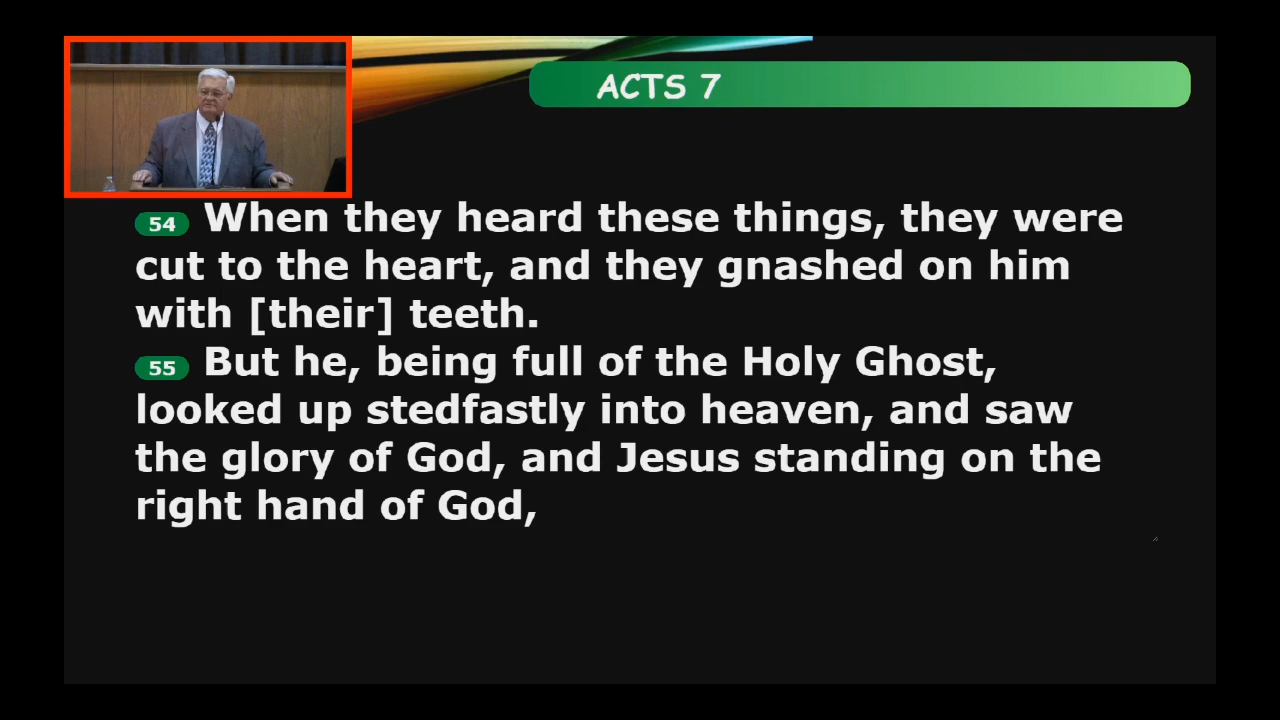 ACTS 7
54 When they heard these things, they were
cut to the heart, and they gnashed on him
with [their] teeth.
55 But he, being full of the Holy Ghost,
looked up stedfastly into heaven, and saw
the glory of God, and Jesus standing on the
right hand of God,